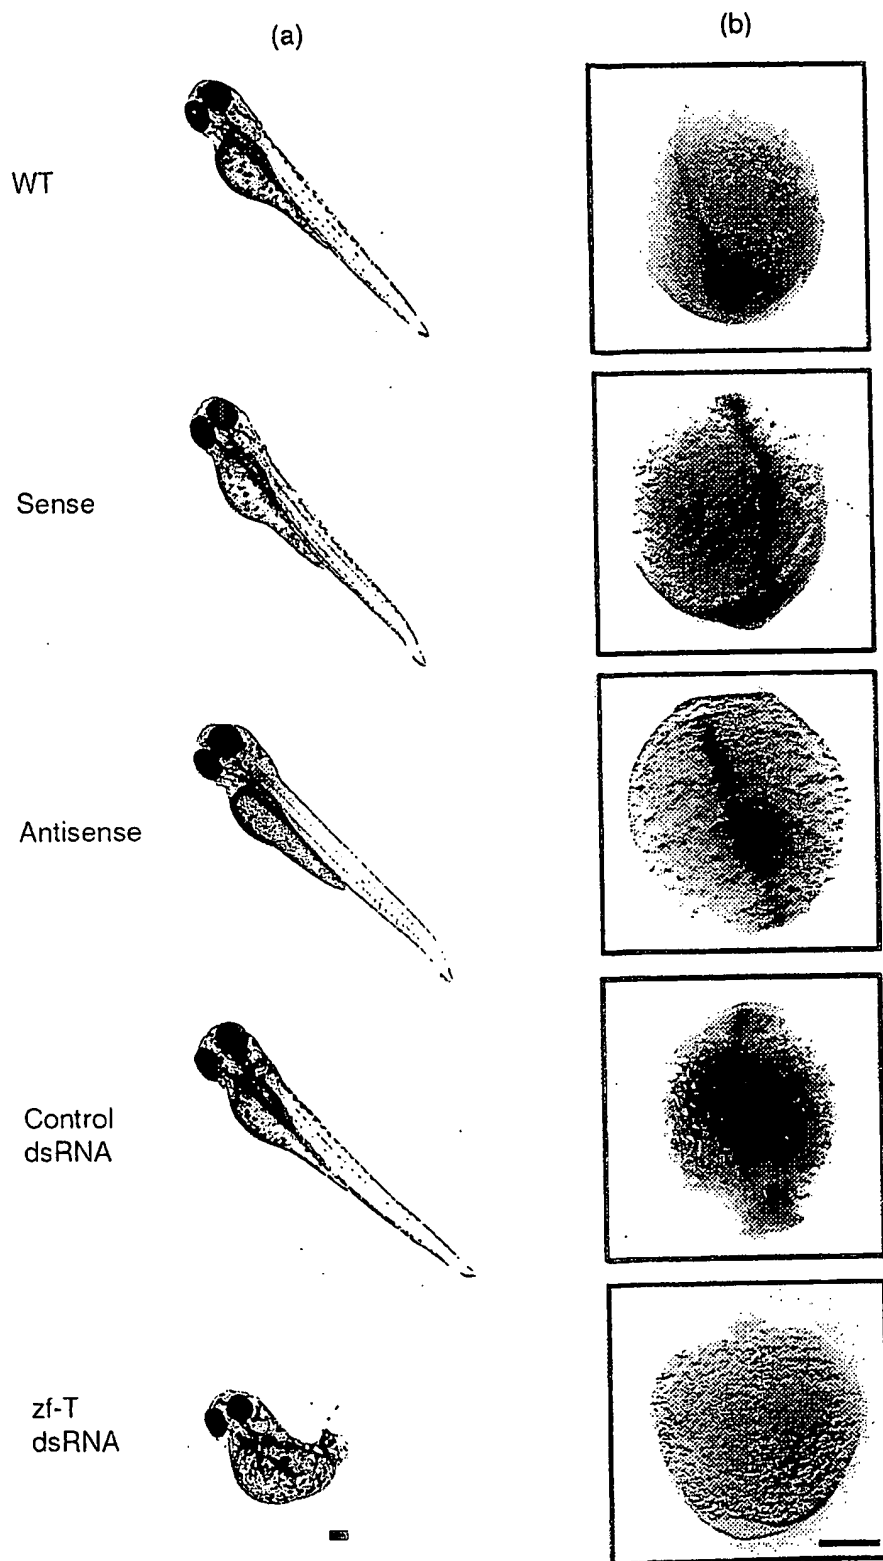 (a)
(b)
WT
Sense
Antisense
Control
dsRNA
zf-T
dsRNA